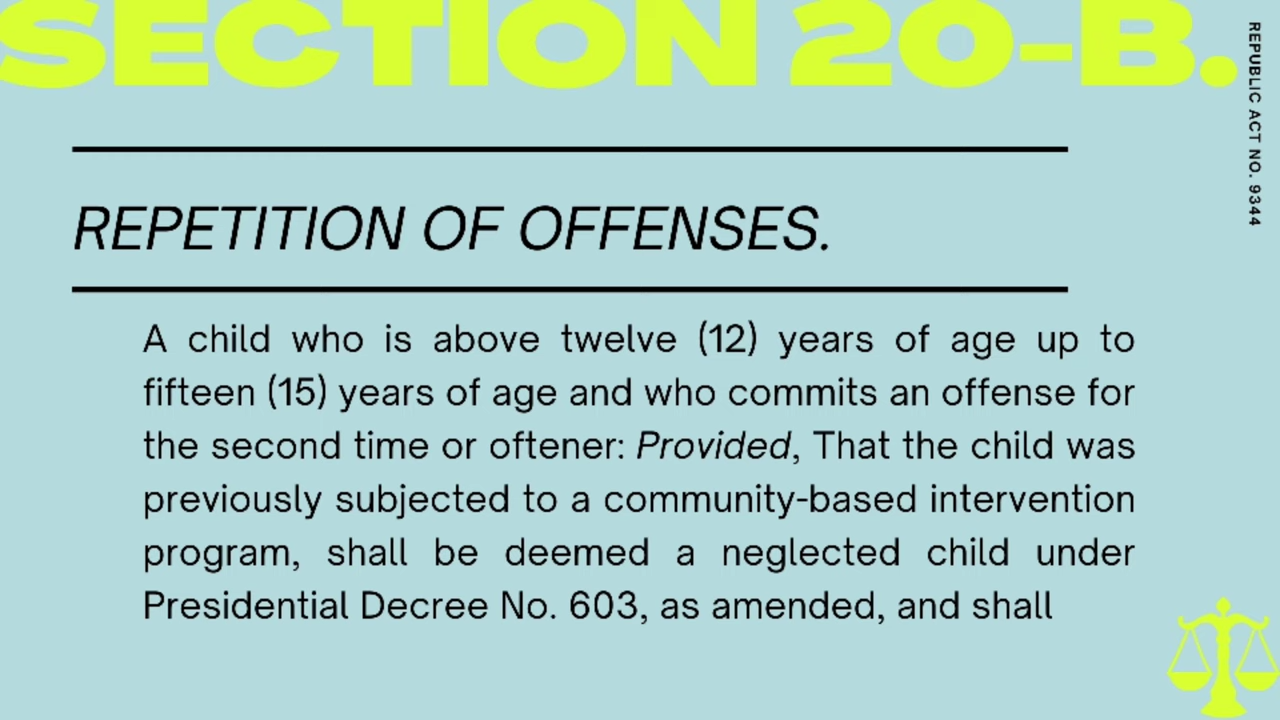 SECTION 20-B.
REPUBLIC ACT NO. 9344
REPETITION OF OFFENSES.
A child who is above twelve (12) years of age up to
fifteen (15) years of age and who commits an offense for
the second time or oftener: Provided, That the child was
previously subjected to a community-based intervention
program, shall be deemed a neglected child under
Presidential Decree No. 603, as amended, and shall